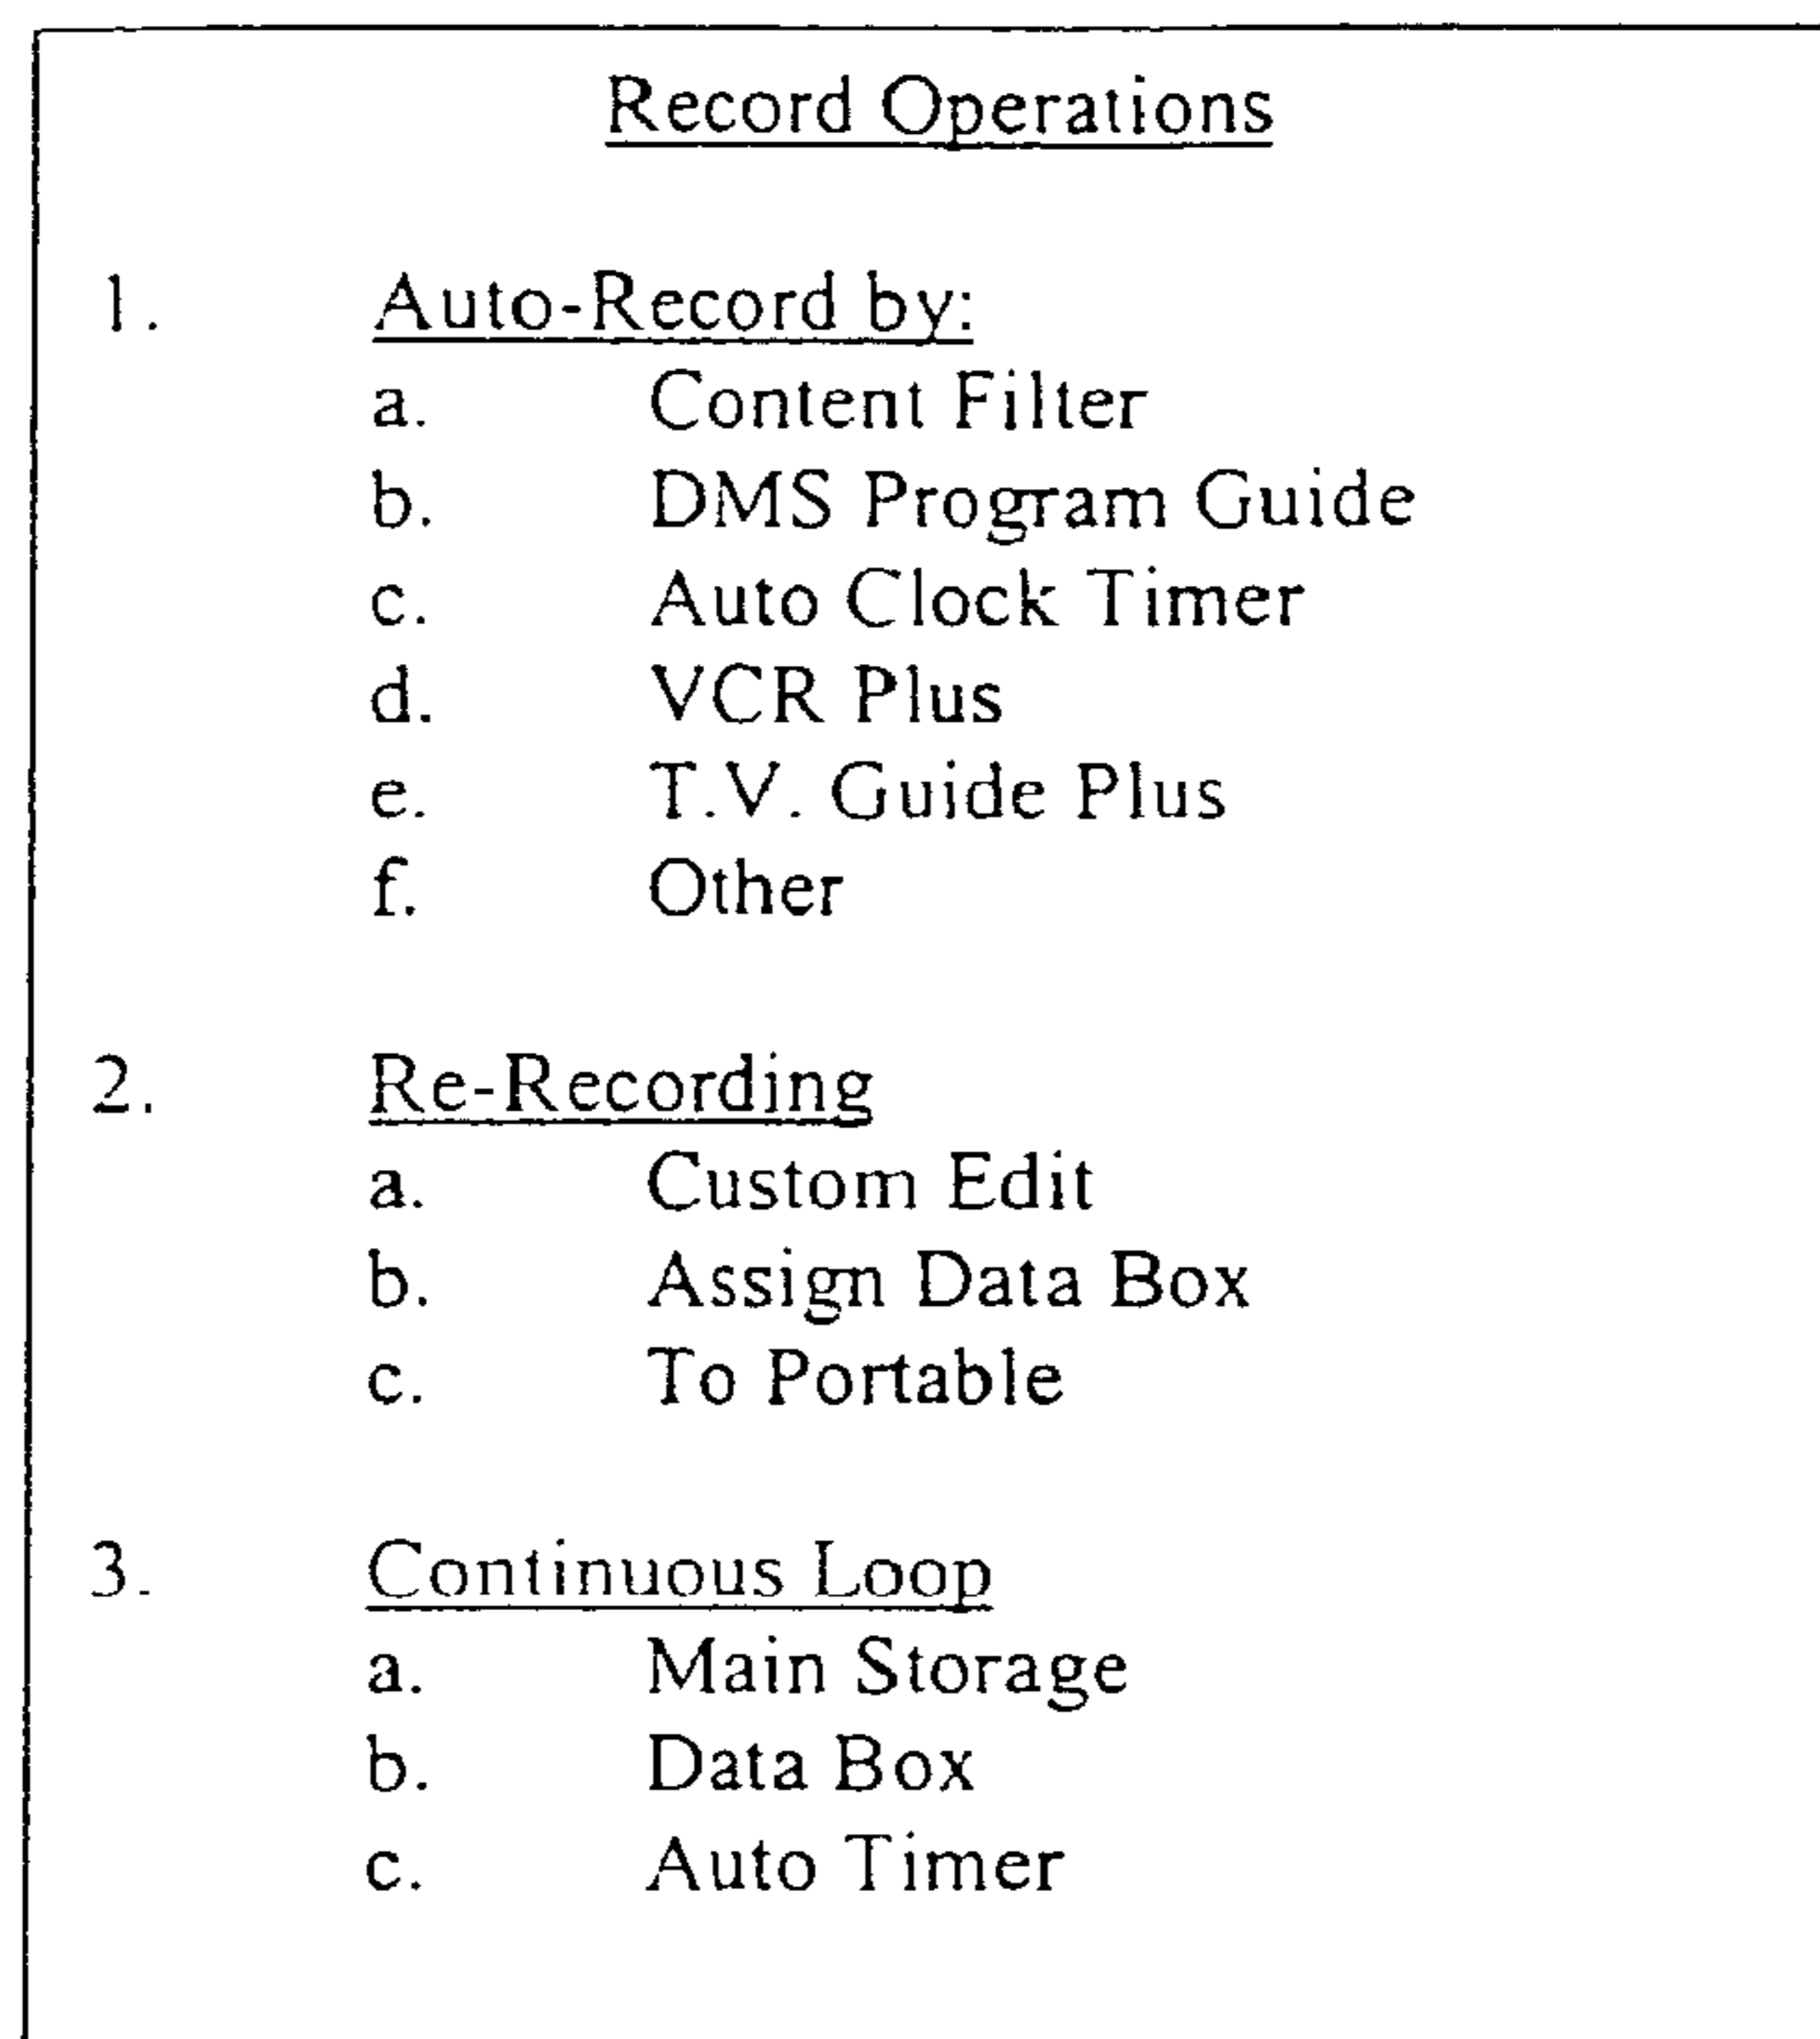 Record Operations
1. Auto-Record by:
a. Content Filter
b. DMS Program Guide
c. Auto Clock Timer
d. VCR Plus
e. T.V. Guide Plus
f. Other
2. Re-Recording
a. Custom Edit
b. Assign Data Box
c. To Portable
3. Continuous Loop
a. Main Storage
b. Data Box
c. Auto Timer